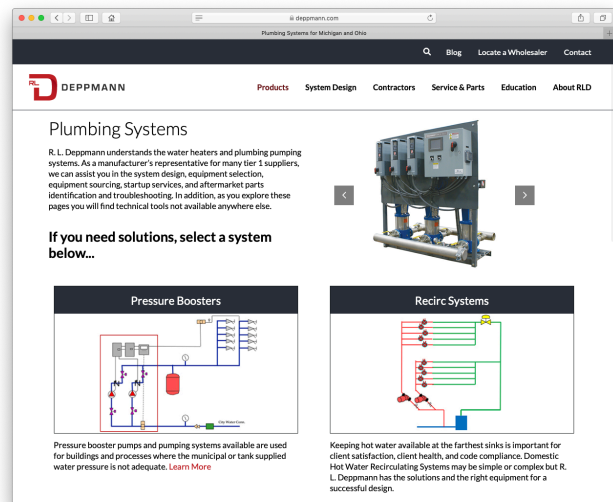 deppmann.com
Plumbing Systems for Michigan and Ohio
Blog Locate a Wholesaler Contact
RL DEPPMANN
Products System Design Contractors Service & Parts Education About RLD
Plumbing Systems
R. L. Deppmann understands the water heaters and plumbing pumping
systems. As a manufacturer's representative for many tier 1 suppliers,
we can assist you in the system design, equipment selection,
equipment sourcing, startup services, and aftermarket parts
identification and troubleshooting. In addition, as you explore these
pages you will find technical tools not available anywhere else.
If you need solutions, select a system
below...
Pressure Boosters
City Water Conn.
Pressure booster pumps and pumping systems available are used
for buildings and processes where the municipal or tank supplied
water pressure is not adequate. Learn More
Recirc Systems
Keeping hot water available at the farthest sinks is important for
client satisfaction, client health, and code compliance. Domestic
Hot Water Recirculating Systems may be simple or complex but R.
L. Deppmann has the solutions and the right equipment for a
successful design.